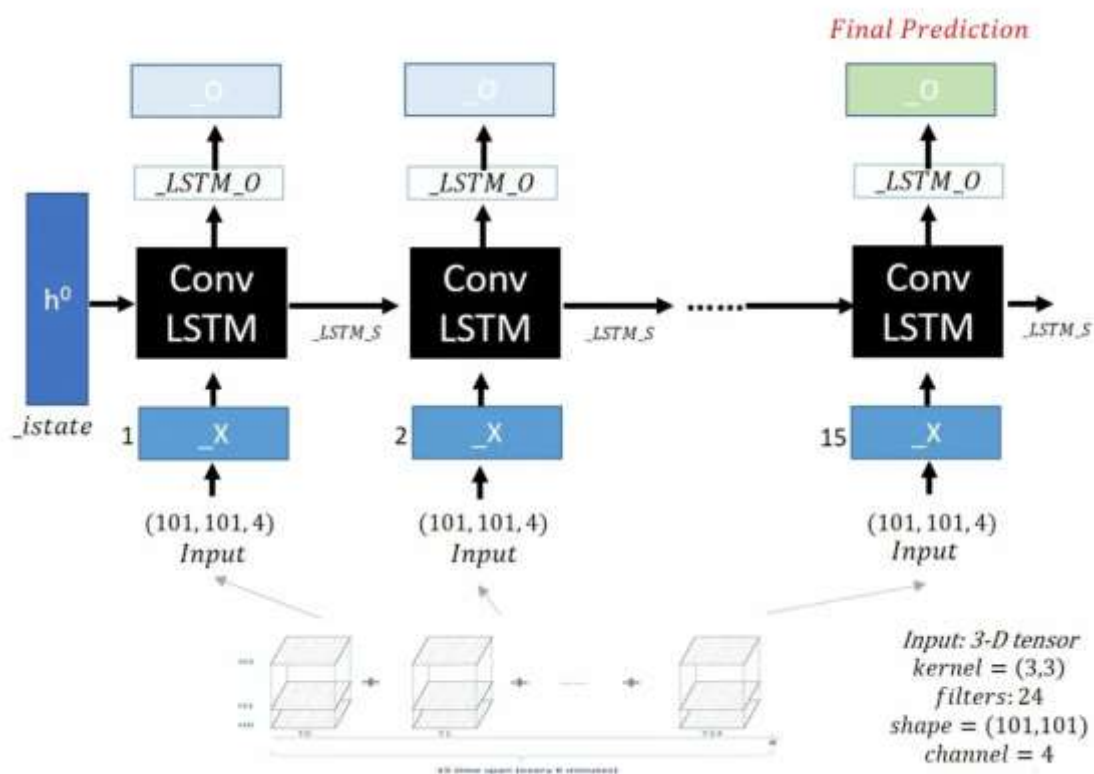 Final Prediction
_O
_O
_O
_LSTM_O
_LSTM_O
_LSTM_O
h⁰
Conv
LSTM
Conv
LSTM
......
Conv
LSTM
_LSTM_S
_LSTM_S
_LSTM_S
_istate
1
_X
2
_X
15
_X
(101, 101, 4)
Input
(101, 101, 4)
Input
(101, 101, 4)
Input
Input: 3-D tensor
kernel = (3,3)
filters: 24
shape = (101,101)
channel = 4